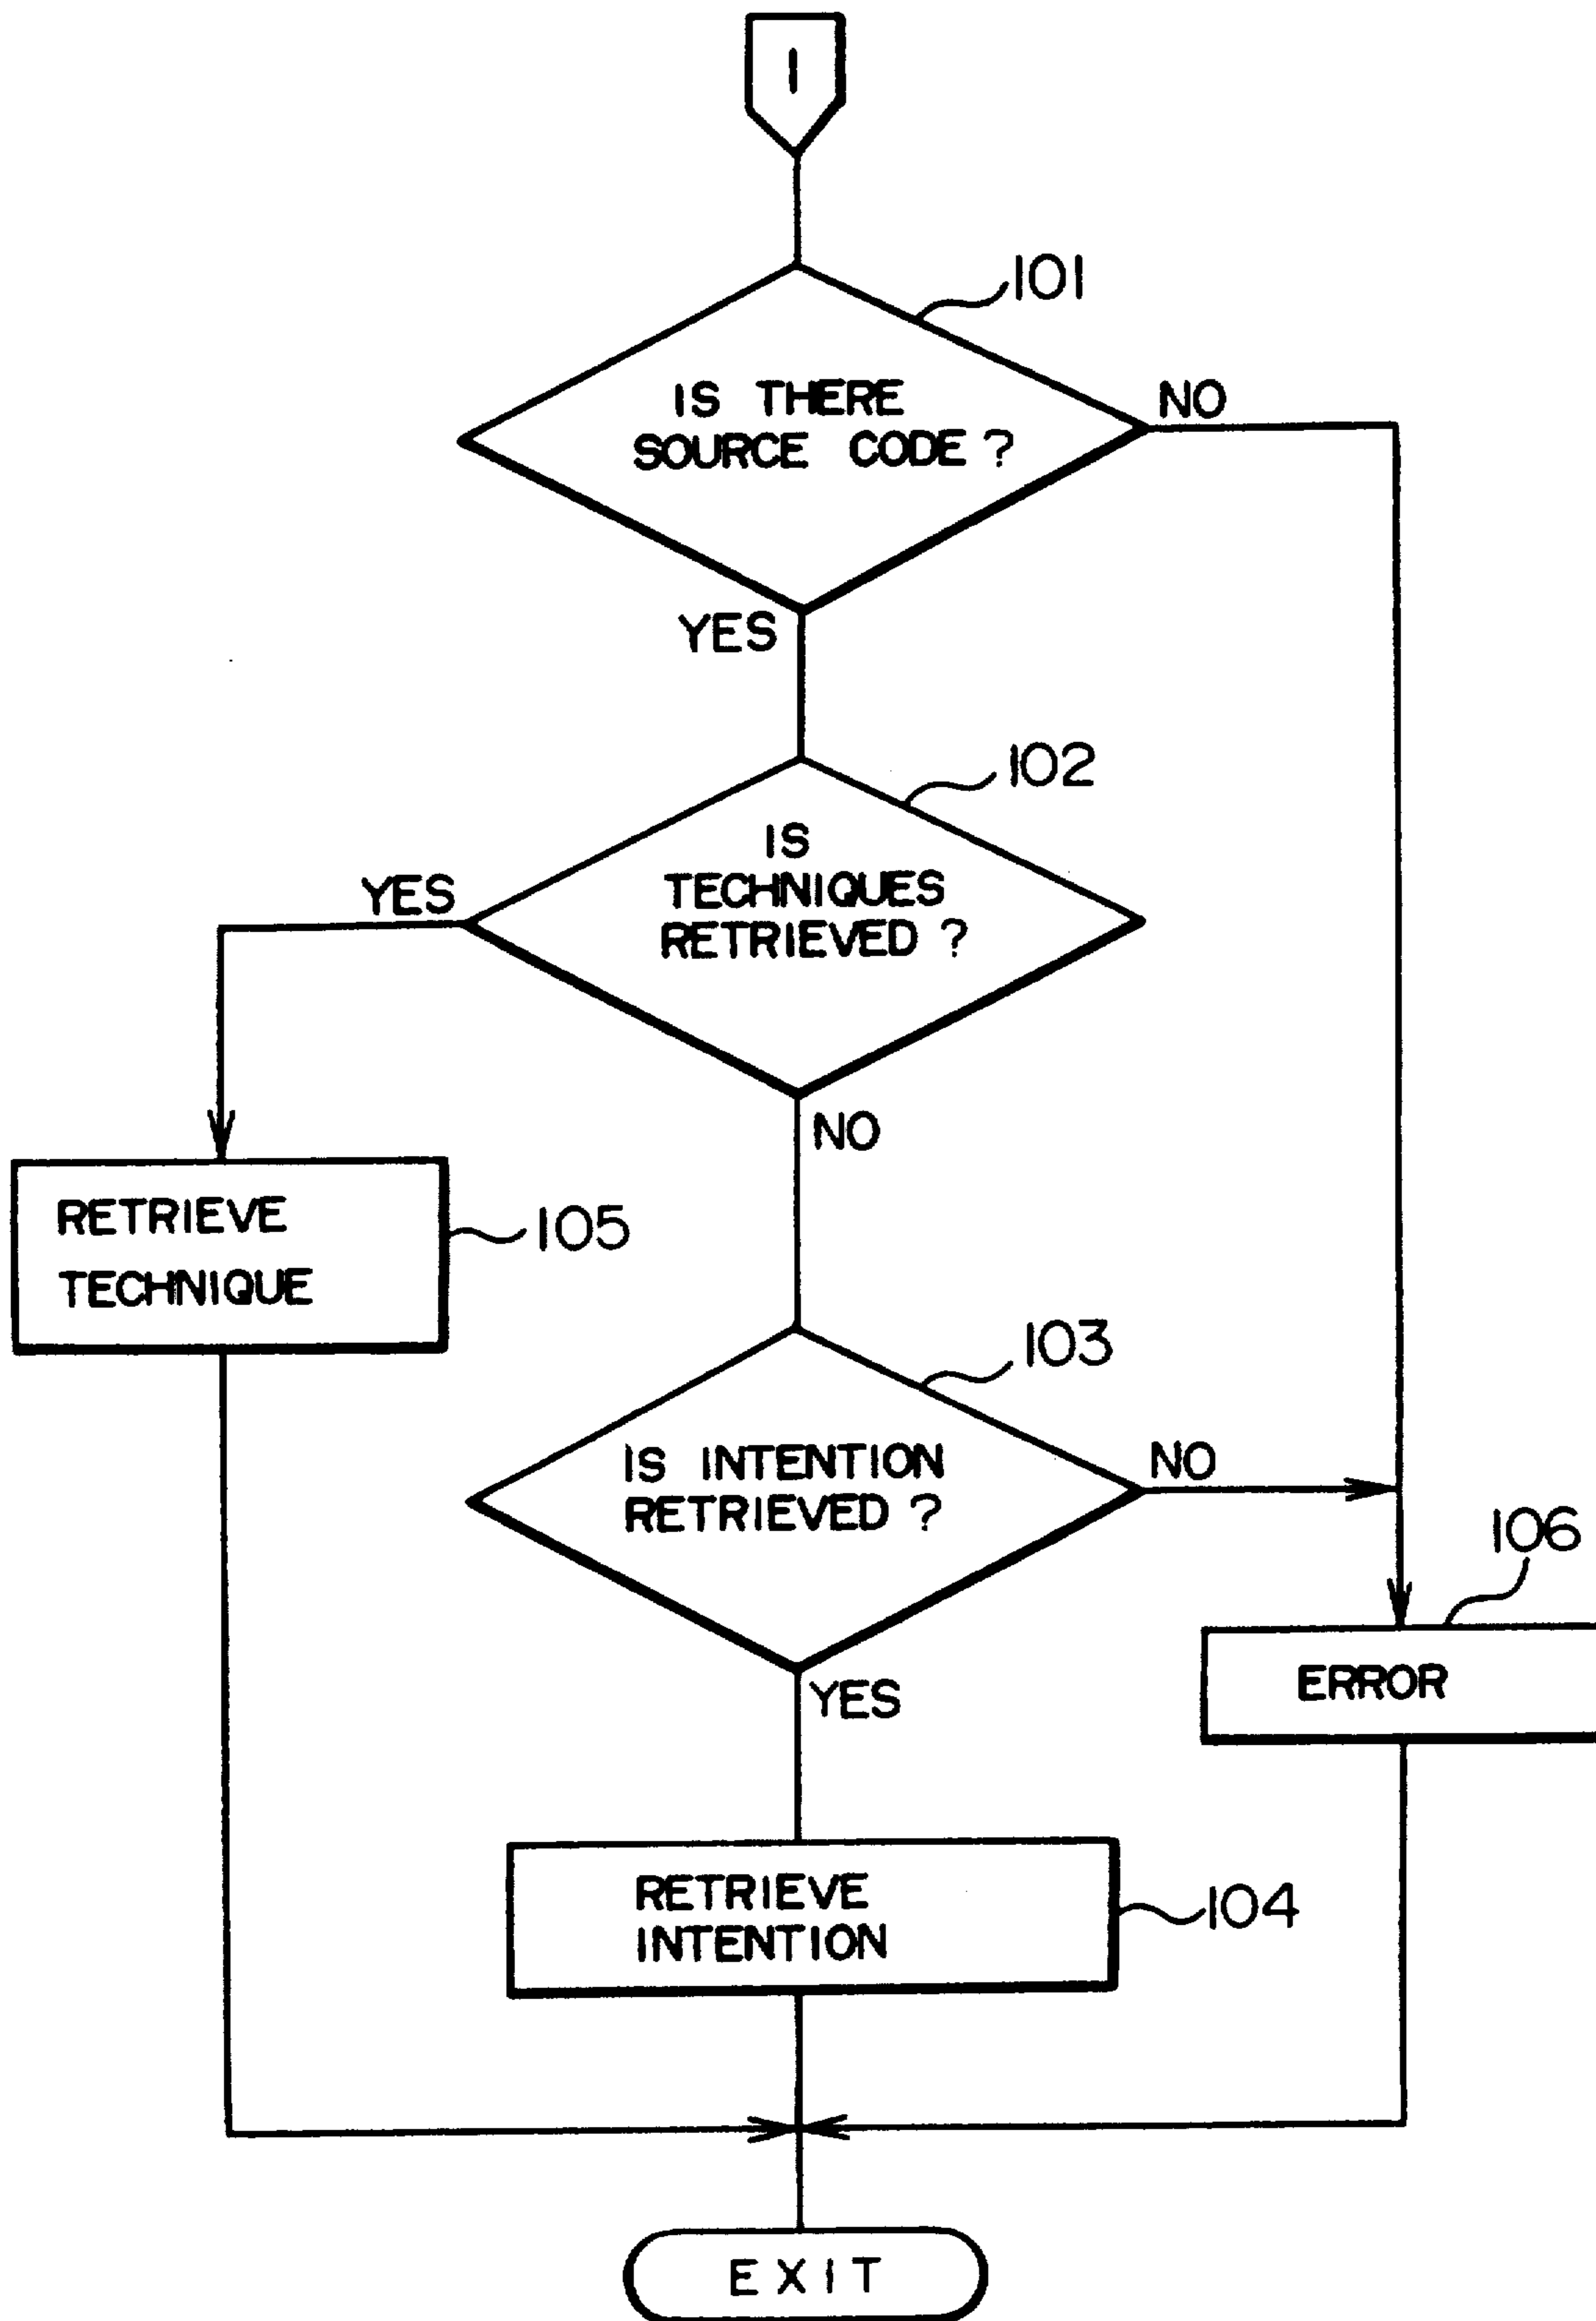 1
101
IS THERE
SOURCE CODE ?
NO
YES
102
IS
TECHNIQUES
RETRIEVED ?
YES
NO
RETRIEVE
TECHNIQUE
105
103
IS INTENTION
RETRIEVED ?
NO
106
ERROR
YES
RETRIEVE
INTENTION
104
EXIT